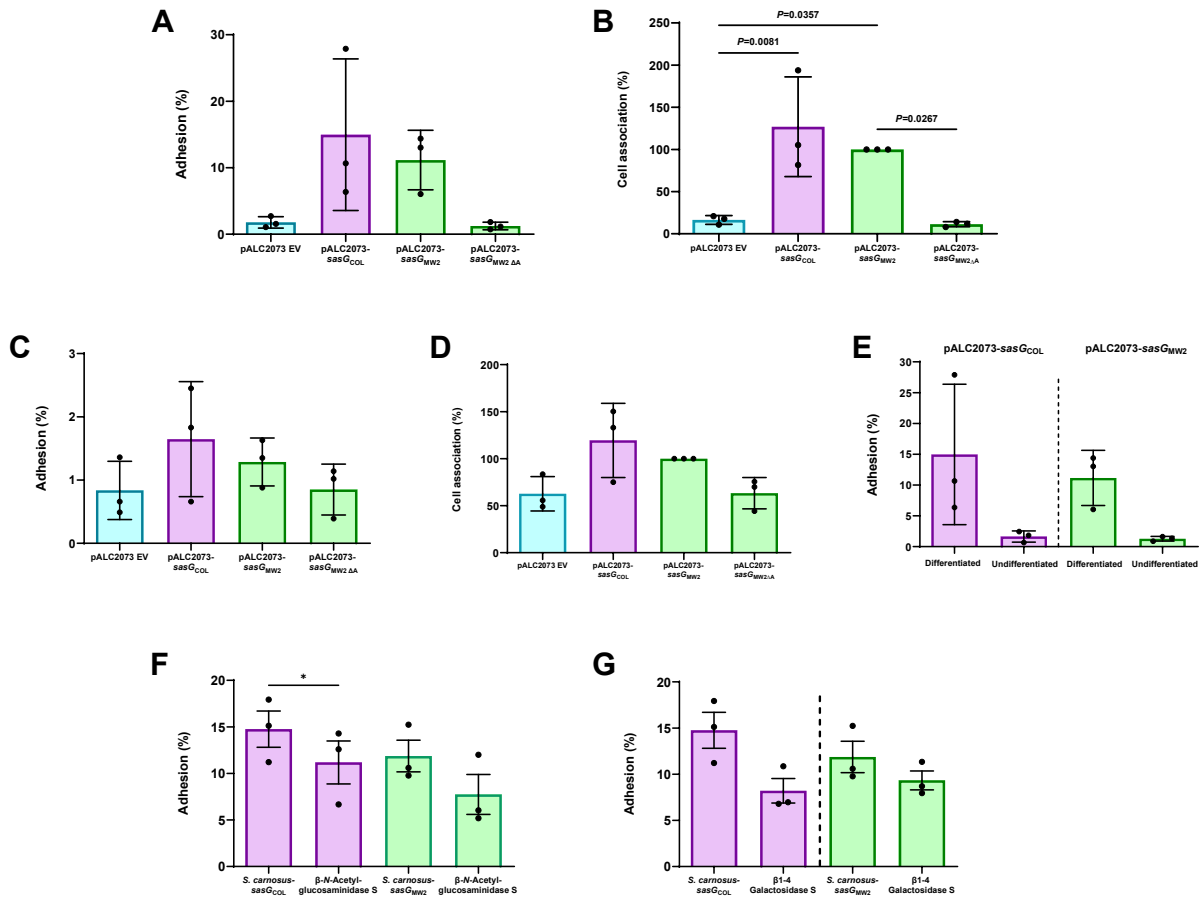 A
Adhesion (%)
30
20
10
0
pALC2073 EV
pALC2073-
sasGCOL
pALC2073-
sasGMW2
pALC2073-
sasGMW2 ΔA
B
Cell association (%)
250
200
150
100
50
0
P=0.0357
P=0.0081
P=0.0267
pALC2073 EV
pALC2073-
sasGCOL
pALC2073-
sasGMW2
pALC2073-
sasGMW2ΔA
C
Adhesion (%)
3
2
1
0
pALC2073 EV
pALC2073-
sasGCOL
pALC2073-
sasGMW2
pALC2073-
sasGMW2 ΔA
D
Cell association (%)
200
150
100
50
0
pALC2073 EV
pALC2073-
sasGCOL
pALC2073-
sasGMW2
pALC2073-
sasGMW2ΔA
E
pALC2073-sasGCOL
pALC2073-sasGMW2
Adhesion (%)
30
25
20
15
10
5
0
Differentiated
Undifferentiated
Differentiated
Undifferentiated
F
Adhesion (%)
20
15
10
5
0
*
S. carnosus-
sasGCOL
β-N-Acetyl-
glucosaminidase S
S. carnosus-
sasGMW2
β-N-Acetyl-
glucosaminidase S
G
Adhesion (%)
20
15
10
5
0
S. carnosus-
sasGCOL
β1-4
Galactosidase S
S. carnosus-
sasGMW2
β1-4
Galactosidase S